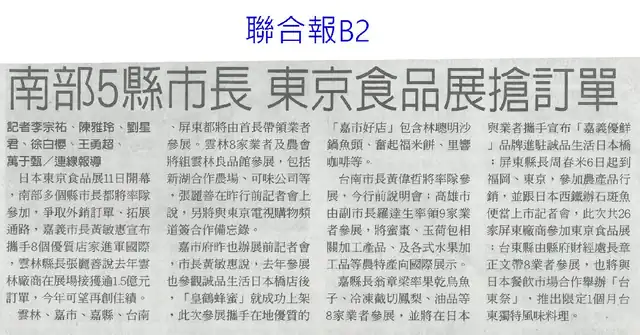 聯合報B2
南部5縣市長 東京食品展搶訂單
記者李宗祐、陳雅玲、劉星
君、徐白櫻、王勇超、
萬于甄／連線報導
日本東京食品展11日開幕
，南部多個縣市長都將率隊
參加，爭取外銷訂單、拓展
通路，嘉義市長黃敏惠宣布
攜手8個優質店家進軍國際
，雲林縣長張麗善說去年雲
林廠商在展場接獲逾1.5億元
訂單，今年可望再創佳績。
雲林、嘉市、嘉縣、台南
、屏東都將由首長帶領業者
參展，雲林8家業者及農會
將組雲林良品館參展，包括
新湖合作農場、可味公司等
，張麗善在昨行前記者會上
說，另將與東京電視購物頻
道簽合作備忘錄。
嘉市府昨也辦展前記者會
，市長黃敏惠說，去年參展
也參觀誠品生活日本橋店後
，「皇鶴蜂蜜」就成功上架
，此次參展攜手在地優質的
「嘉市好店」包含林聰明沙
鍋魚頭、奮起福米餅、里響
咖啡等。
台南市長黃偉哲將率隊參
展，今行前說明會；高雄市
由副市長羅達生率領9家業
者參展，將蜜棗、玉荷包相
關加工產品、及各式水果加
工品等農特產向國際展示。
嘉縣長翁章梁率果乾烏魚
子、冷凍截切鳳梨、油品等
8家業者參展，並將在日本
與業者攜手宣布「嘉義優鮮
」品牌進駐誠品生活日本橋
；屏東縣長周春米6日起到
福岡、東京，參加農產品行
銷，並跟日本西鐵辦石斑魚
便當上市記者會，此次共26
家屏東廠商參加東京食品展
；台東縣由縣府財經處長章
正文帶8業者參展，也將與
日本餐飲市場合作舉辦「台
東祭」，推出限定1個月台
東獨特風味料理。